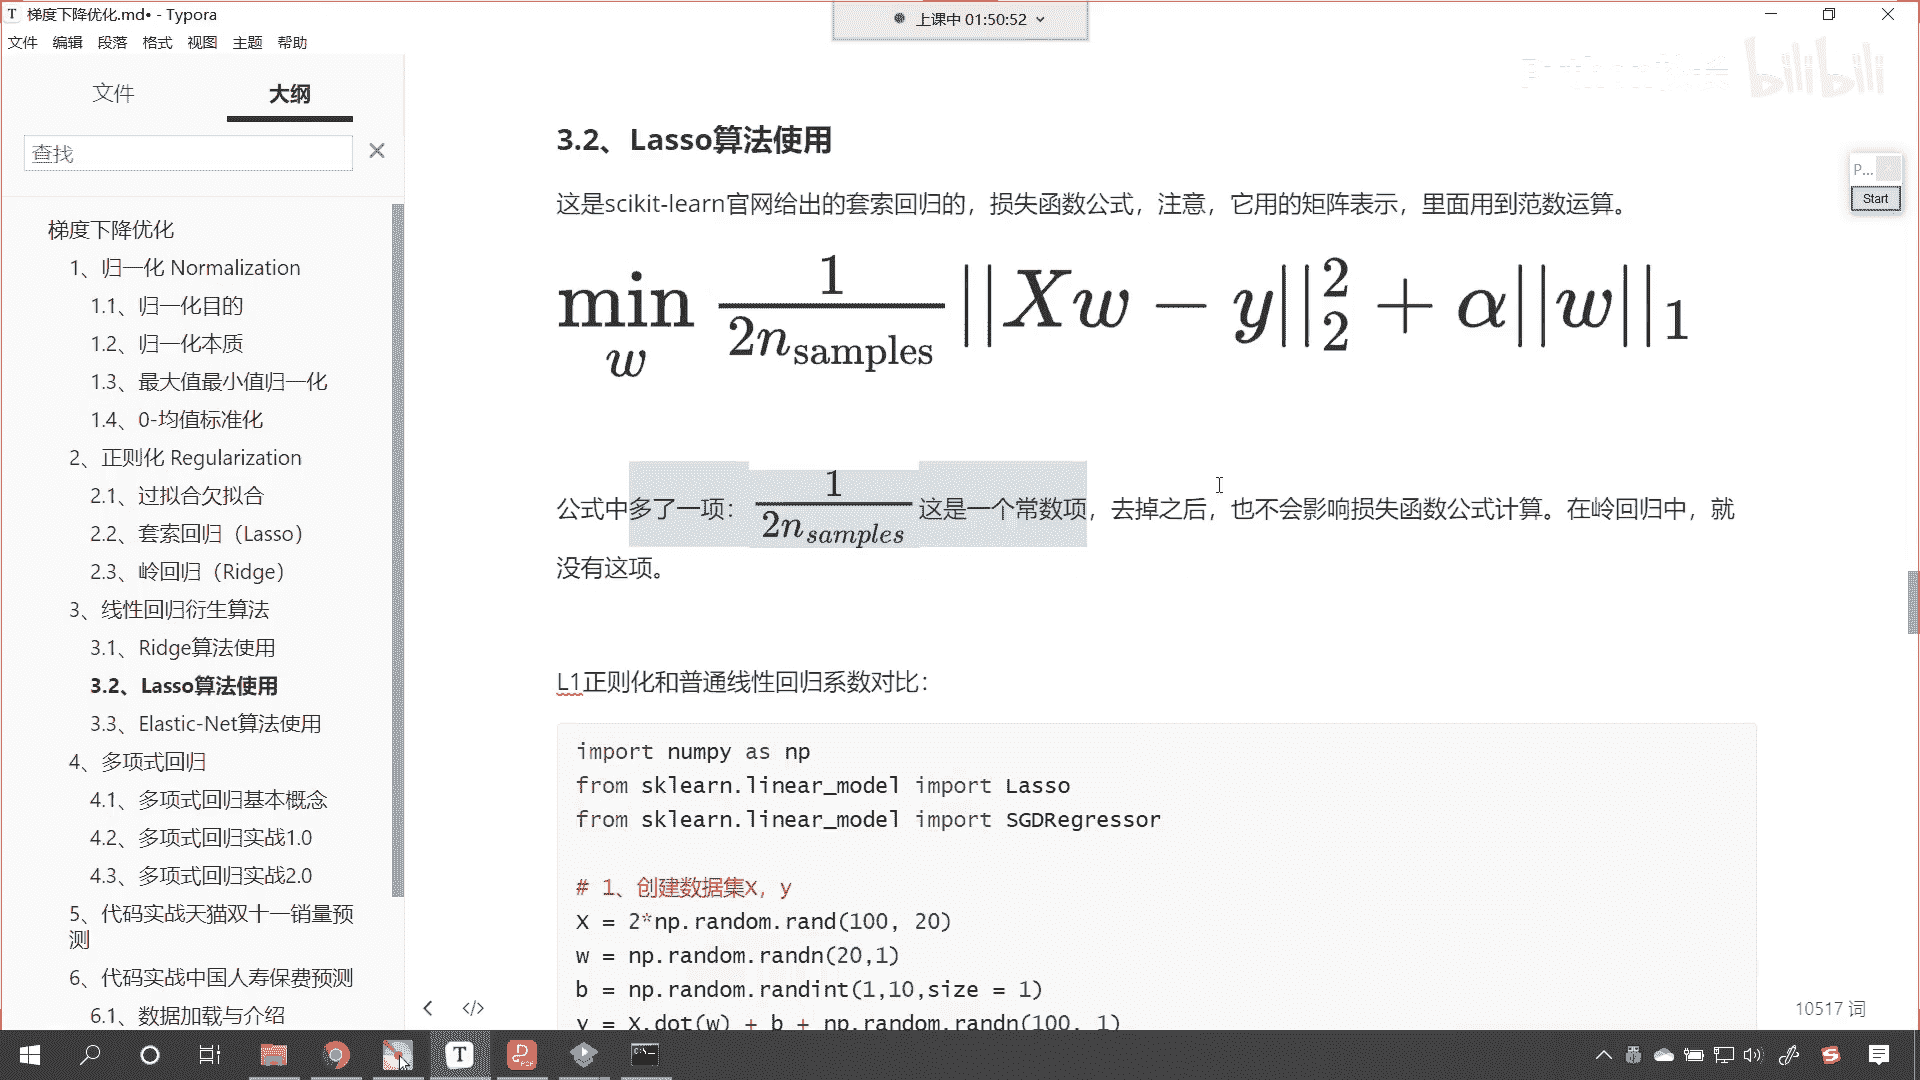 梯度下降优化.md• - Typora
上课中 01:50:52
文件 编辑 段落 格式 视图 主题 帮助
文件 大纲
查找
梯度下降优化
1、归一化 Normalization
1.1、归一化目的
1.2、归一化本质
1.3、最大值最小值归一化
1.4、0-均值标准化
2、正则化 Regularization
2.1、过拟合欠拟合
2.2、套索回归（Lasso）
2.3、岭回归（Ridge）
3、线性回归衍生算法
3.1、Ridge算法使用
3.2、Lasso算法使用
3.3、Elastic-Net算法使用
4、多项式回归
4.1、多项式回归基本概念
4.2、多项式回归实战1.0
4.3、多项式回归实战2.0
5、代码实战天猫双十一销量预
测
6、代码实战中国人寿保费预测
6.1、数据加载与介绍
bilibili
P...
Start
3.2、Lasso算法使用
这是scikit-learn官网给出的套索回归的，损失函数公式，注意，它用的矩阵表示，里面用到范数运算。
min_w 1/(2n_samples) ||Xw − y||_2^2 + α||w||_1
公式中多了一项： 1/(2n_samples) 这是一个常数项，去掉之后，也不会影响损失函数公式计算。在岭回归中，就
没有这项。
L1正则化和普通线性回归系数对比：
import numpy as np
from sklearn.linear_model import Lasso
from sklearn.linear_model import SGDRegressor
# 1、创建数据集X，y
X = 2*np.random.rand(100, 20)
w = np.random.randn(20,1)
b = np.random.randint(1,10,size = 1)
y = X.dot(w) + b + np.random.randn(100, 1)
10517 词